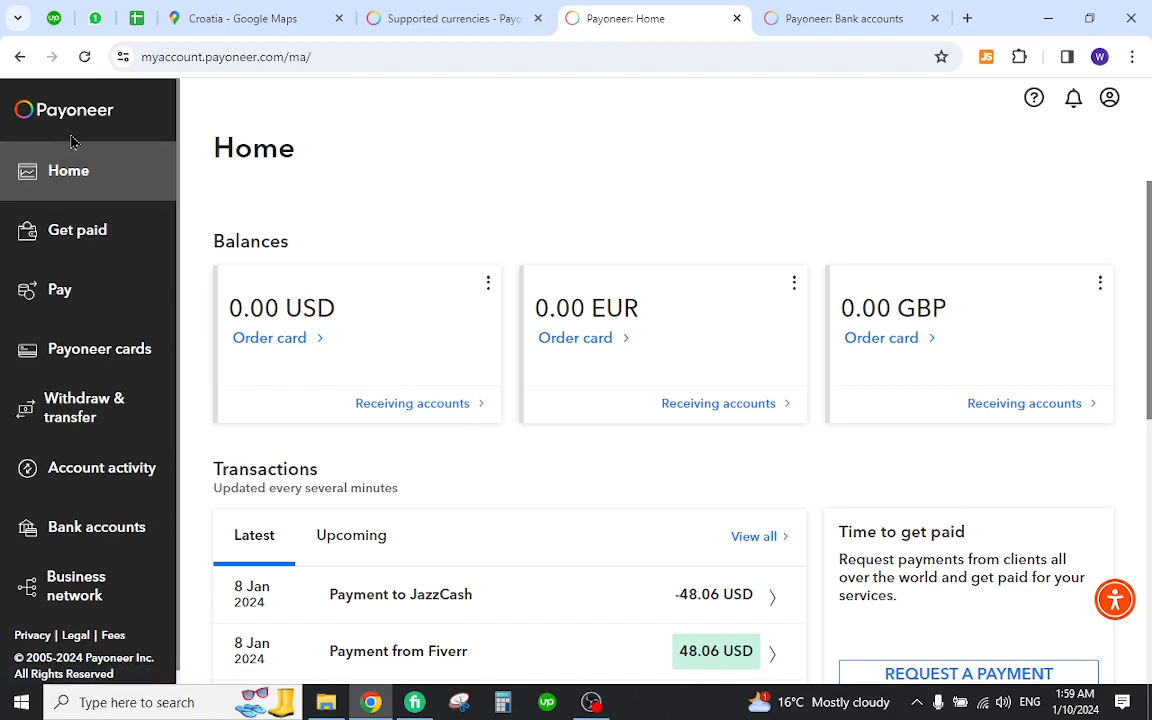 Croatia - Google Maps
Supported currencies - Payo
Payoneer: Home
Payoneer: Bank accounts
myaccount.payoneer.com/ma/
JS
W
Payoneer
Home
Get paid
Pay
Payoneer cards
Withdraw &
transfer
Account activity
Bank accounts
Business
network
Privacy | Legal | Fees
© 2005-2024 Payoneer Inc.
All Rights Reserved
Home
Balances
0.00 USD
Order card
Receiving accounts
0.00 EUR
Order card
Receiving accounts
0.00 GBP
Order card
Receiving accounts
Transactions
Updated every several minutes
Latest
Upcoming
View all
8 Jan
2024
Payment to JazzCash
-48.06 USD
8 Jan
2024
Payment from Fiverr
48.06 USD
Time to get paid
Request payments from clients all
over the world and get paid for your
services.
REQUEST A PAYMENT
Type here to search
fi
up
1
16°C Mostly cloudy
ENG
1:59 AM
1/10/2024